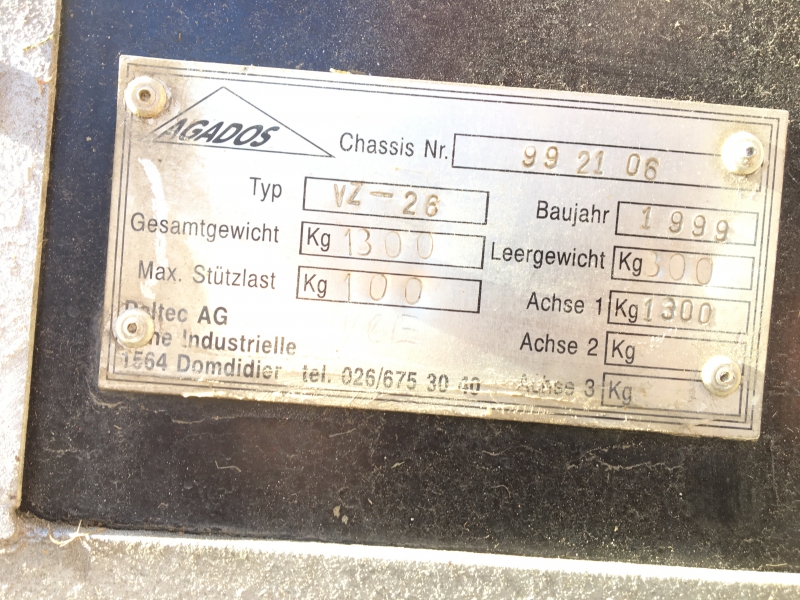 AGADOS
Chassis Nr. 99 21 06
Typ VZ-26
Baujahr 1999
Gesamtgewicht Kg 1300
Leergewicht Kg 300
Max. Stützlast Kg 100
Achse 1 Kg 1300
AG
Achse 2 Kg
Industrielle
1564 Domdidier tel. 026/675 30 40
Achse 3 Kg